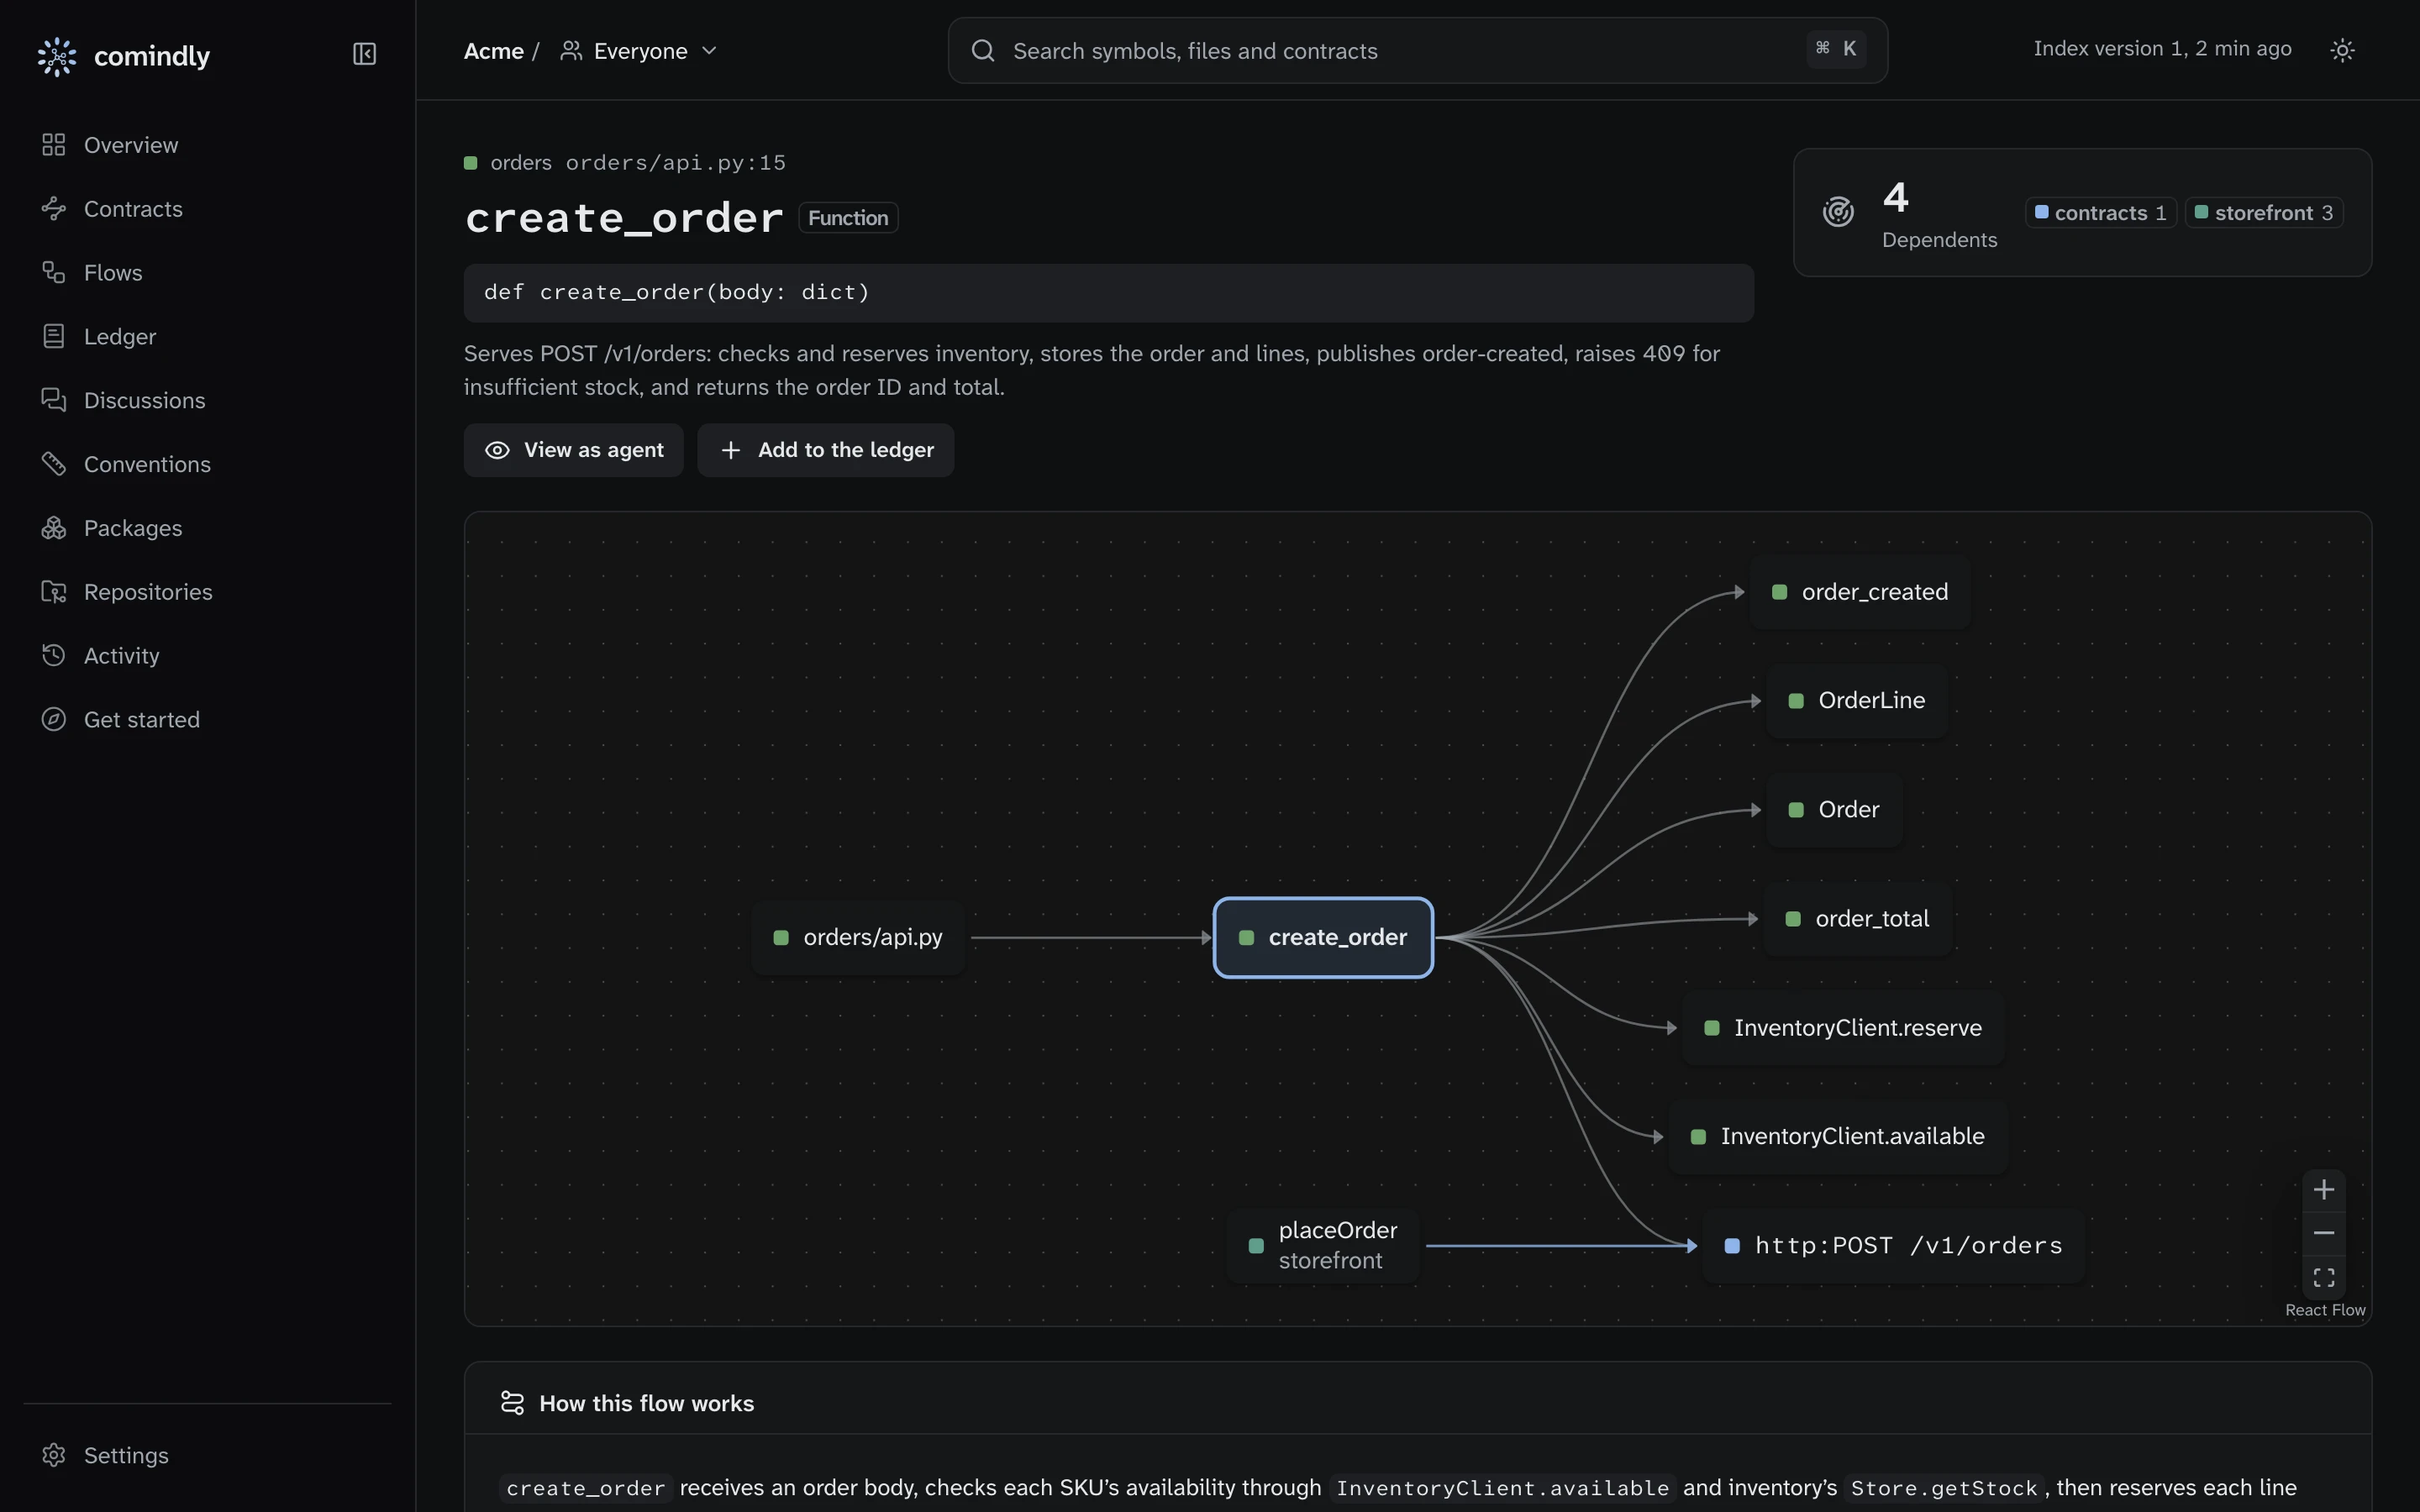 comindly
Acme / Everyone
Search symbols, files and contracts
⌘ K
Index version 1, 2 min ago
Overview
Contracts
Flows
Ledger
Discussions
Conventions
Packages
Repositories
Activity
Get started
Settings
orders orders/api.py:15
create_order Function
4
Dependents
contracts 1
storefront 3
def create_order(body: dict)
Serves POST /v1/orders: checks and reserves inventory, stores the order and lines, publishes order-created, raises 409 for
insufficient stock, and returns the order ID and total.
View as agent
Add to the ledger
order_created
OrderLine
Order
order_total
orders/api.py
create_order
InventoryClient.reserve
InventoryClient.available
placeOrder
storefront
http:POST /v1/orders
React Flow
How this flow works
create_order receives an order body, checks each SKU’s availability through InventoryClient.available and inventory’s Store.getStock, then reserves each line